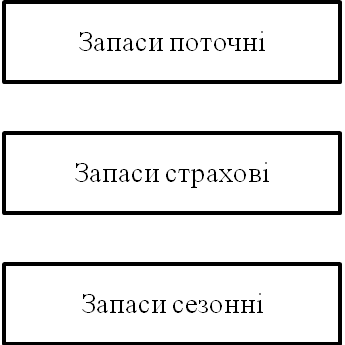 Запаси поточні
Запаси страхові
Запаси сезонні